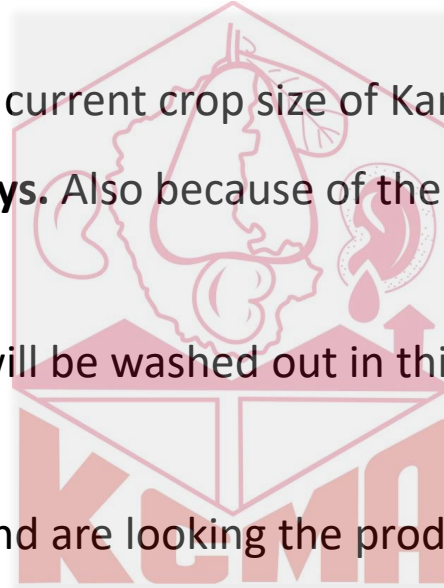 current crop size of Kar
ys. Also because of the
vill be washed out in thi
nd are looking the prod
KCMA